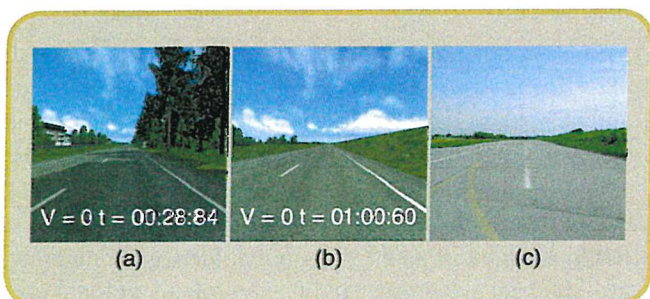 V = 0 t = 00:28:84
V = 0 t = 01:00:60
(a)
(b)
(c)